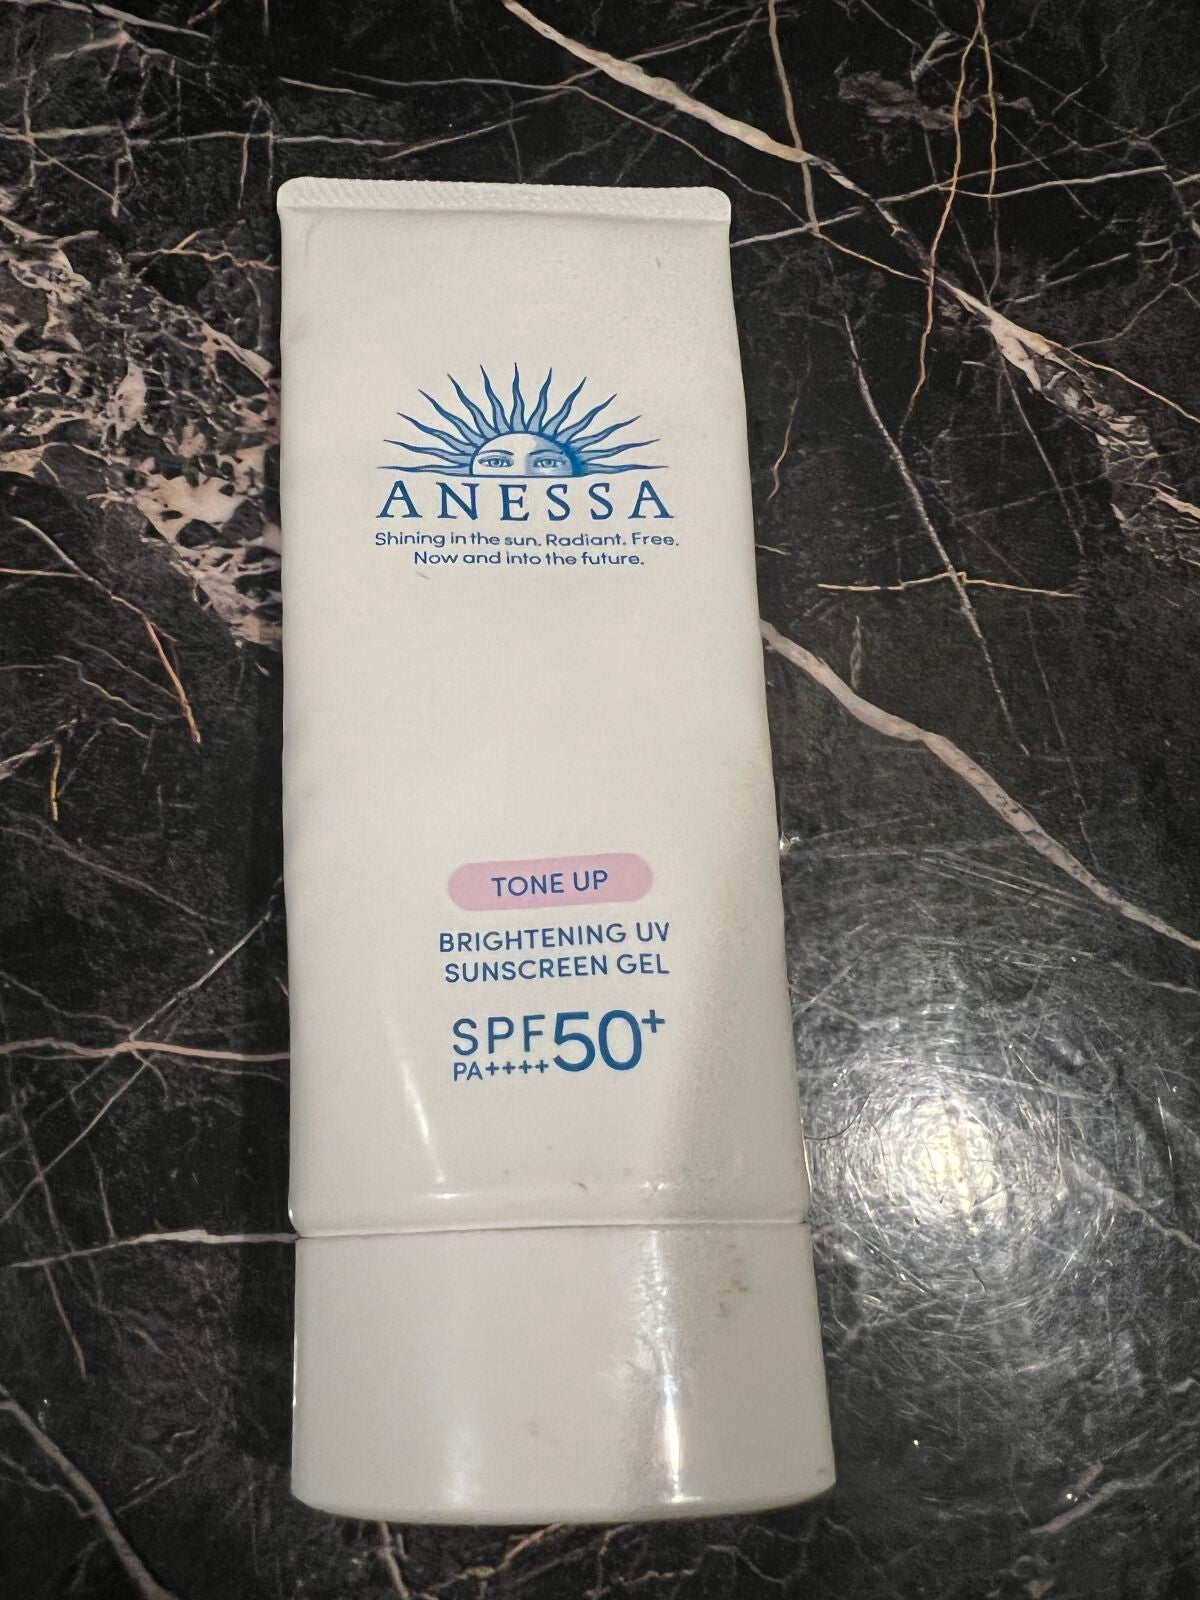 ANESSA
Shining in the sun. Radiant. Free.
Now and into the future.
TONE UP
BRIGHTENING UV
SUNSCREEN GEL
SPF50+
PA++++